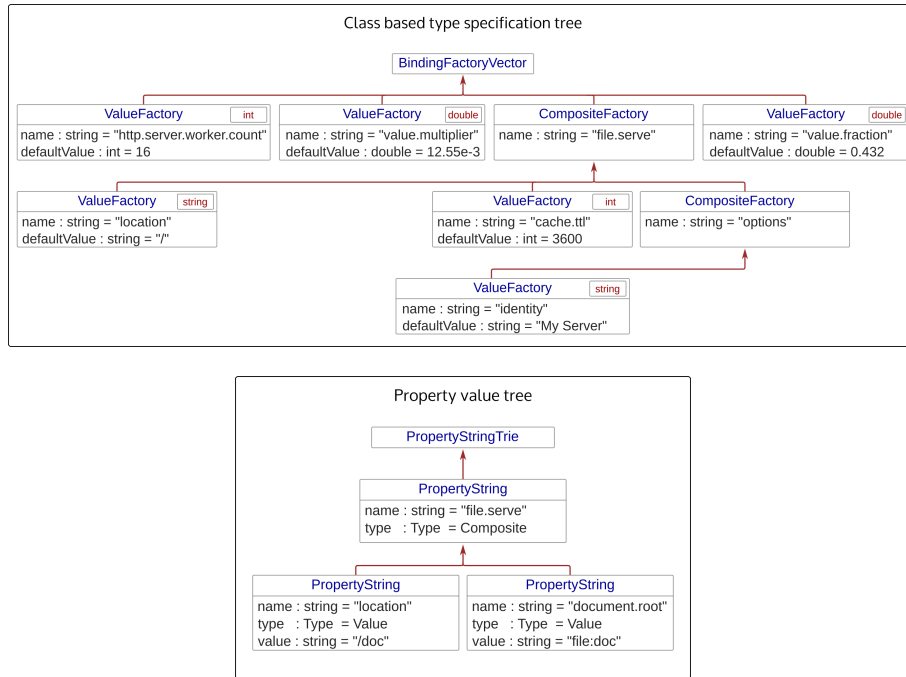 Class based type specification tree
BindingFactoryVector
ValueFactory int
name : string = "http.server.worker.count"
defaultValue : int = 16
ValueFactory double
name : string = "value.multiplier"
defaultValue : double = 12.55e-3
CompositeFactory
name : string = "file.serve"
ValueFactory double
name : string = "value.fraction"
defaultValue : double = 0.432
ValueFactory string
name : string = "location"
defaultValue : string = "/"
ValueFactory int
name : string = "cache.ttl"
defaultValue : int = 3600
CompositeFactory
name : string = "options"
ValueFactory string
name : string = "identity"
defaultValue : string = "My Server"
Property value tree
PropertyStringTrie
PropertyString
name : string = "file.serve"
type : Type = Composite
PropertyString
name : string = "location"
type : Type = Value
value : string = "/doc"
PropertyString
name : string = "document.root"
type : Type = Value
value : string = "file:doc"